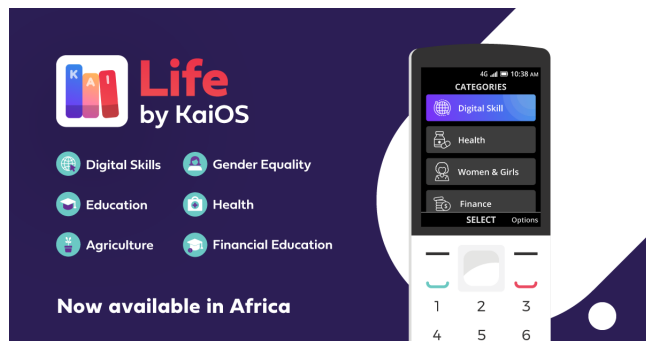 K A I
Life
by KaiOS
Digital Skills
Gender Equality
Education
Health
Agriculture
Financial Education
Now available in Africa
4G 10:38 AM
CATEGORIES
Digital Skill
Health
Women & Girls
Finance
SELECT Options
1 2 3
4 5 6